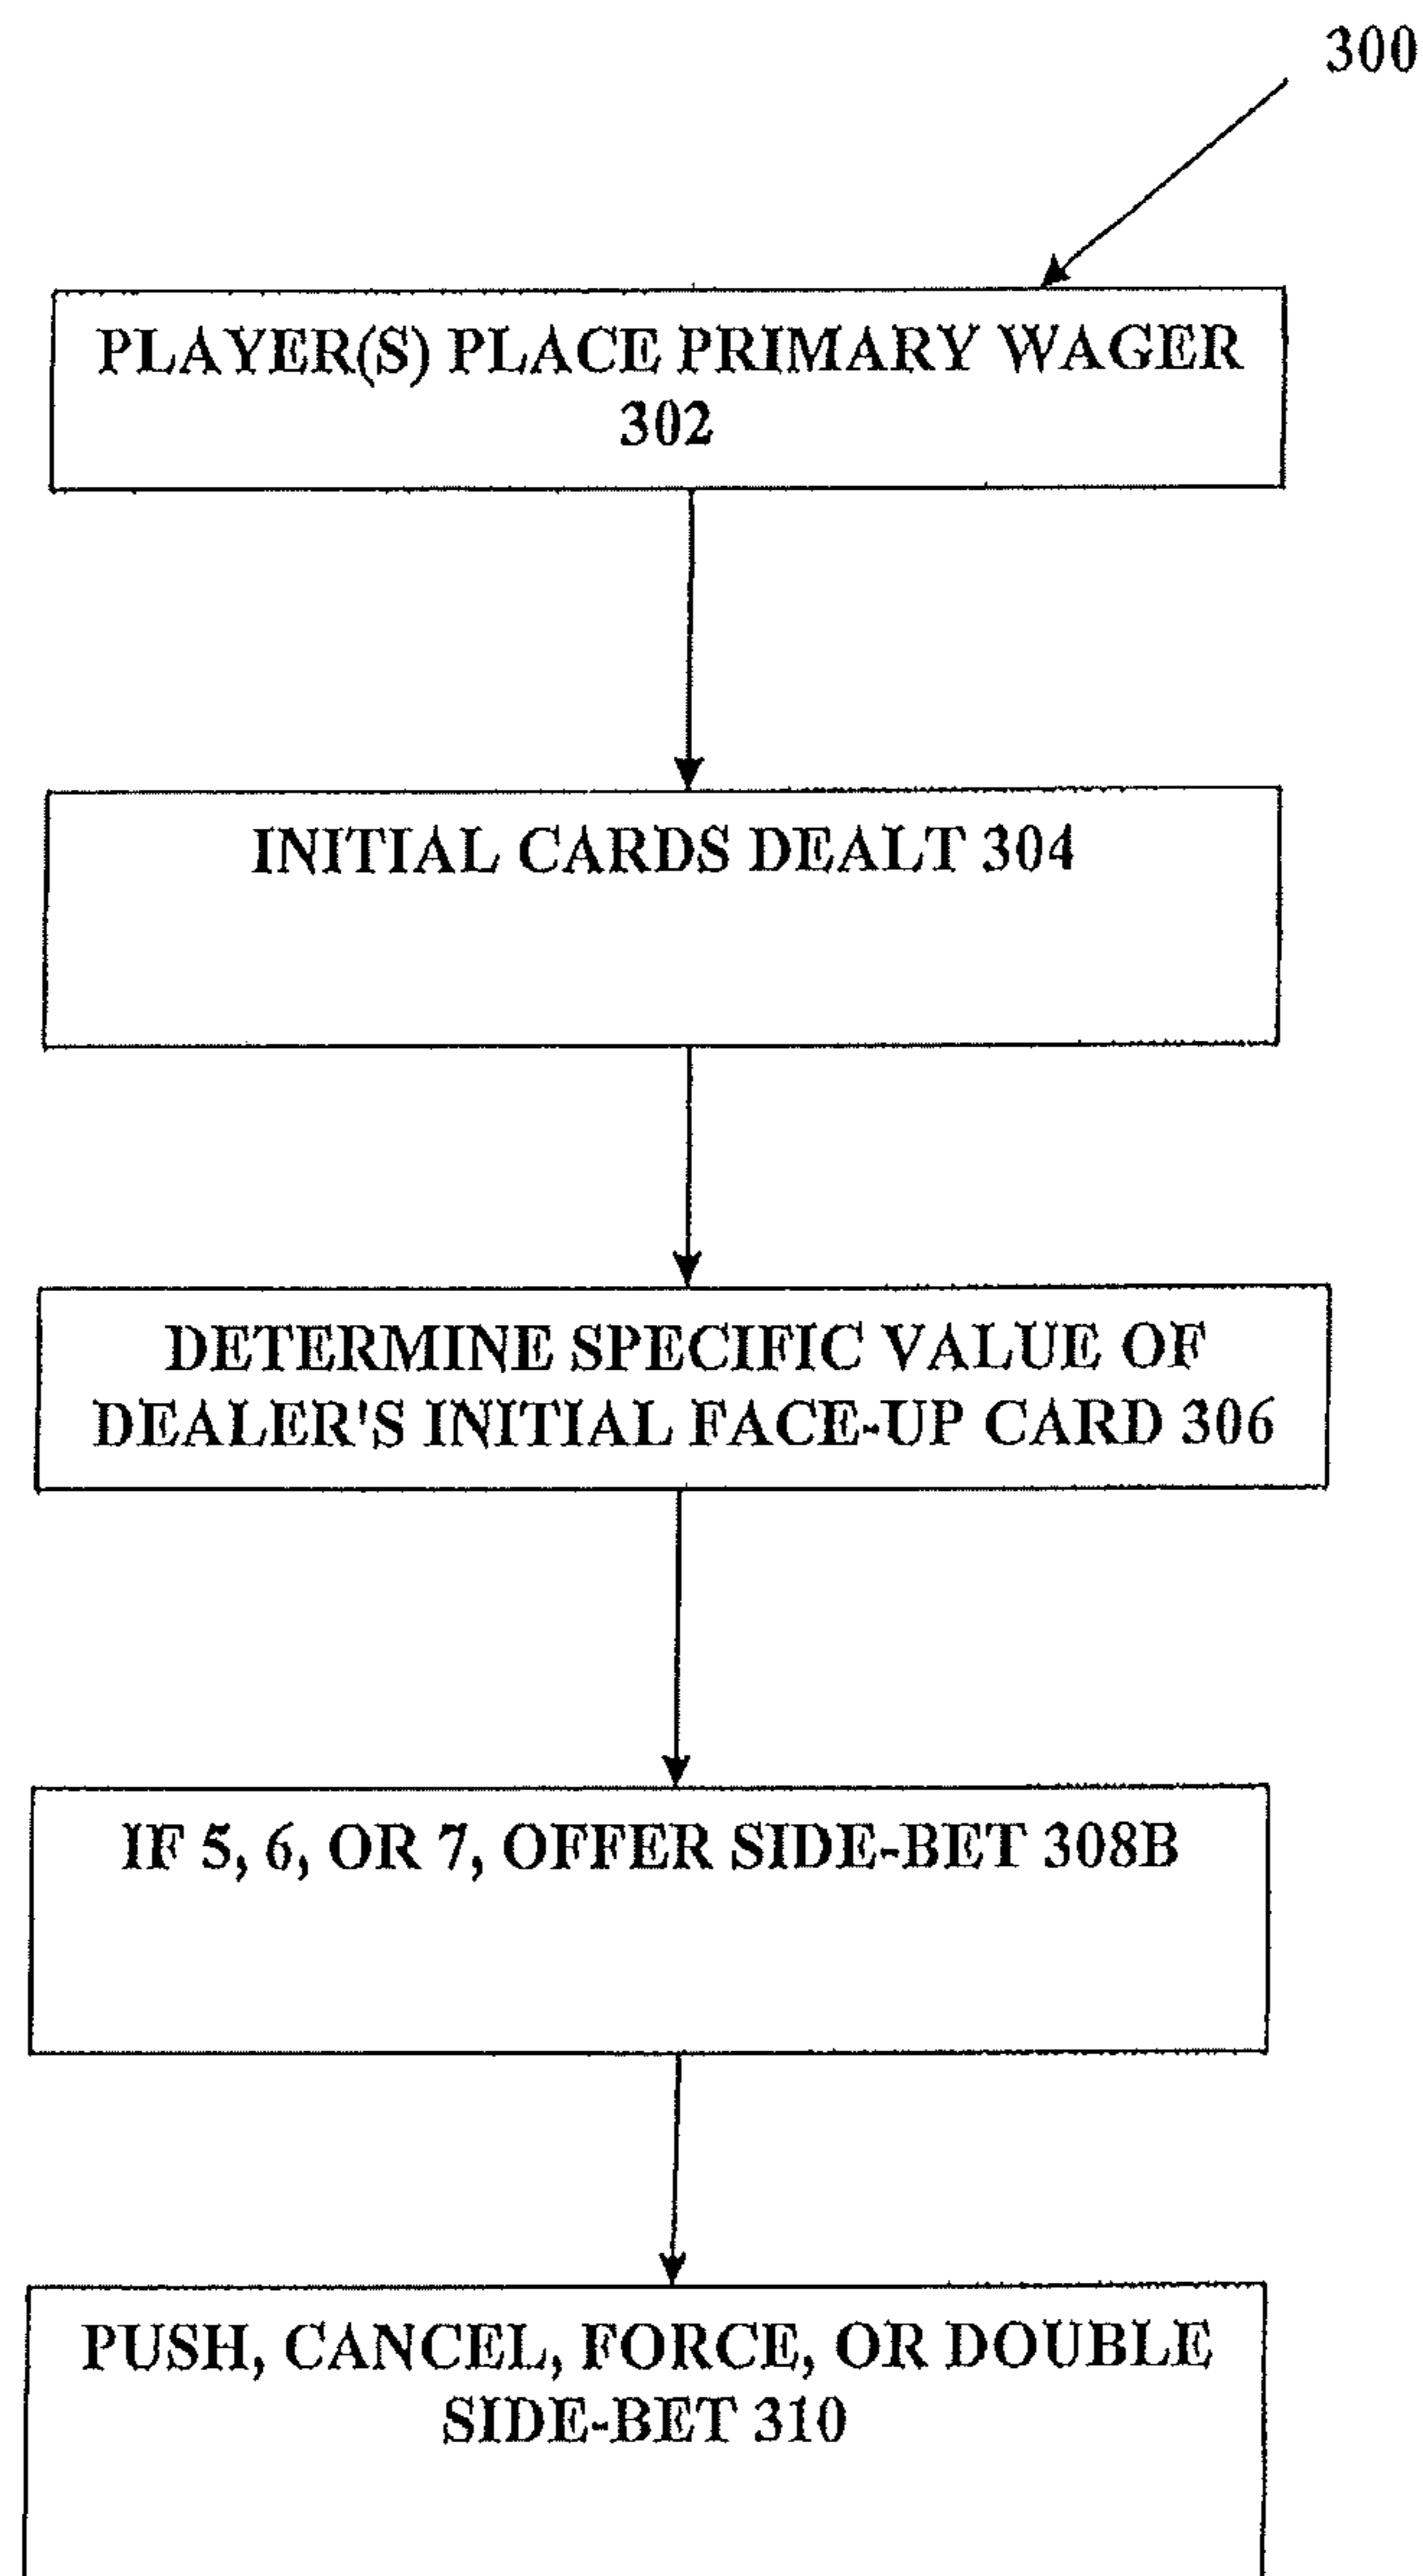 300
PLAYER(S) PLACE PRIMARY WAGER
302
INITIAL CARDS DEALT 304
DETERMINE SPECIFIC VALUE OF
DEALER'S INITIAL FACE-UP CARD 306
IF 5, 6, OR 7, OFFER SIDE-BET 308B
PUSH, CANCEL, FORCE, OR DOUBLE
SIDE-BET 310